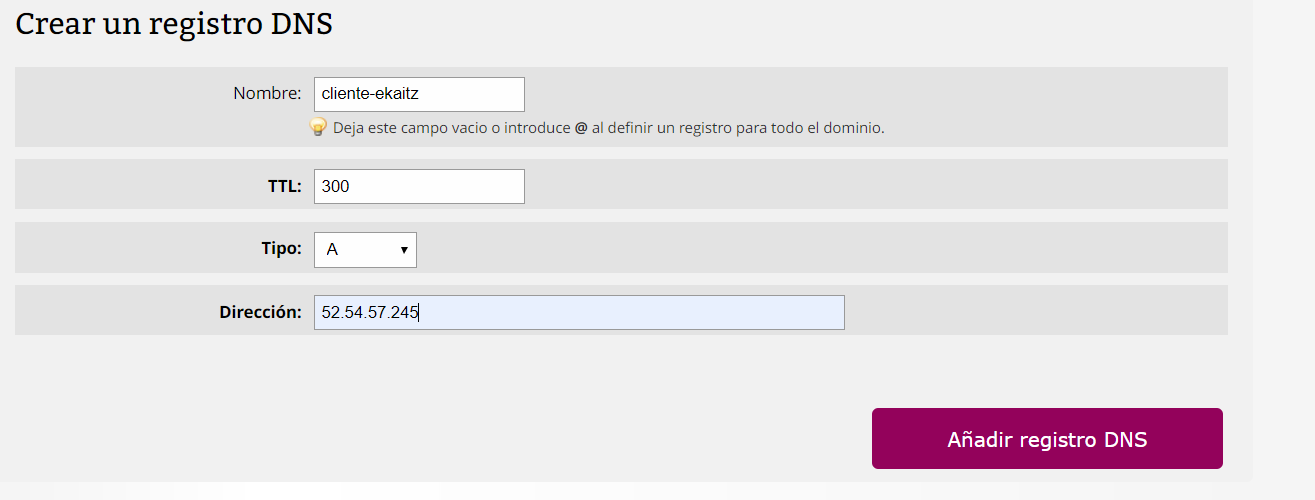 Crear un registro DNS
Nombre: cliente-ekaitz
Deja este campo vacio o introduce @ al definir un registro para todo el dominio.
TTL: 300
Tipo: A
Dirección: 52.54.57.245
Añadir registro DNS